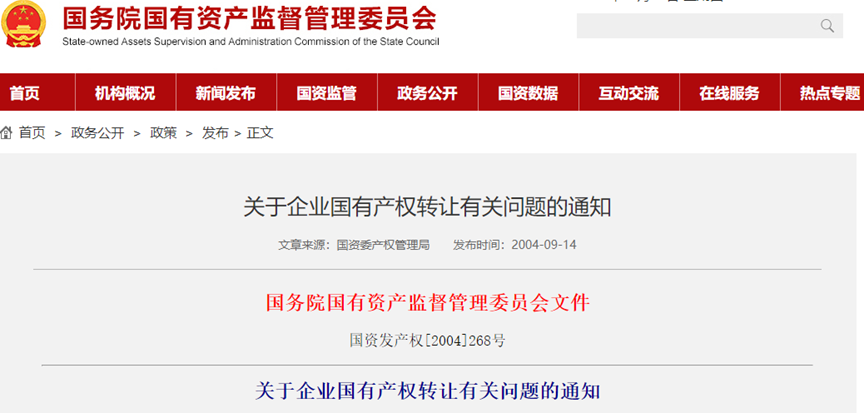 国务院国有资产监督管理委员会
State-owned Assets Supervision and Administration Commission of the State Council
首页 机构概况 新闻发布 国资监管 政务公开 国资数据 互动交流 在线服务 热点专题
首页 > 政务公开 > 政策 > 发布 > 正文
关于企业国有产权转让有关问题的通知
文章来源：国资委产权管理局 发布时间：2004-09-14
国务院国有资产监督管理委员会文件
国资发产权[2004]268号
关于企业国有产权转让有关问题的通知